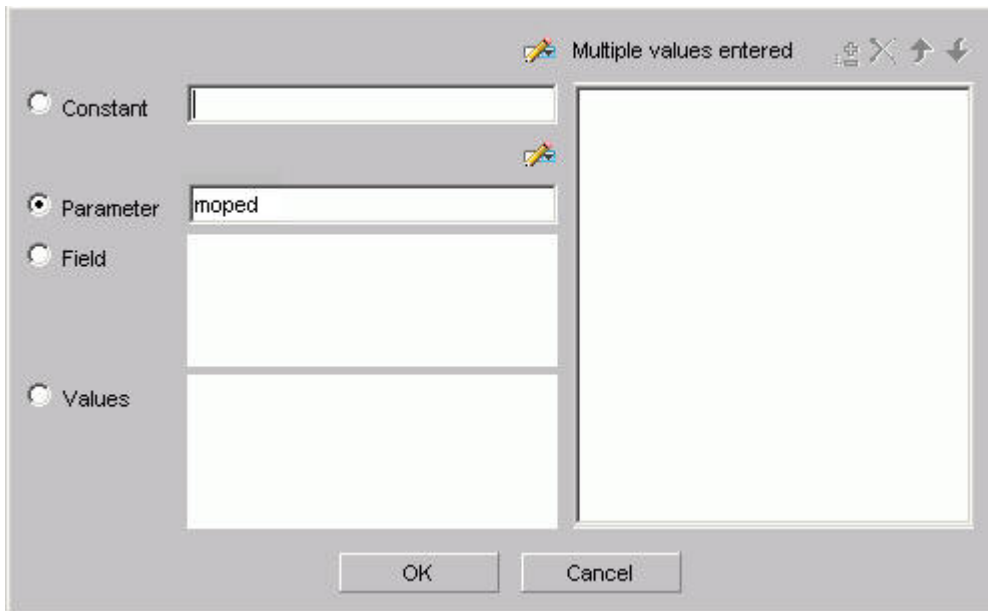 Multiple values entered
Constant
Parameter moped
Field
Values
OK Cancel